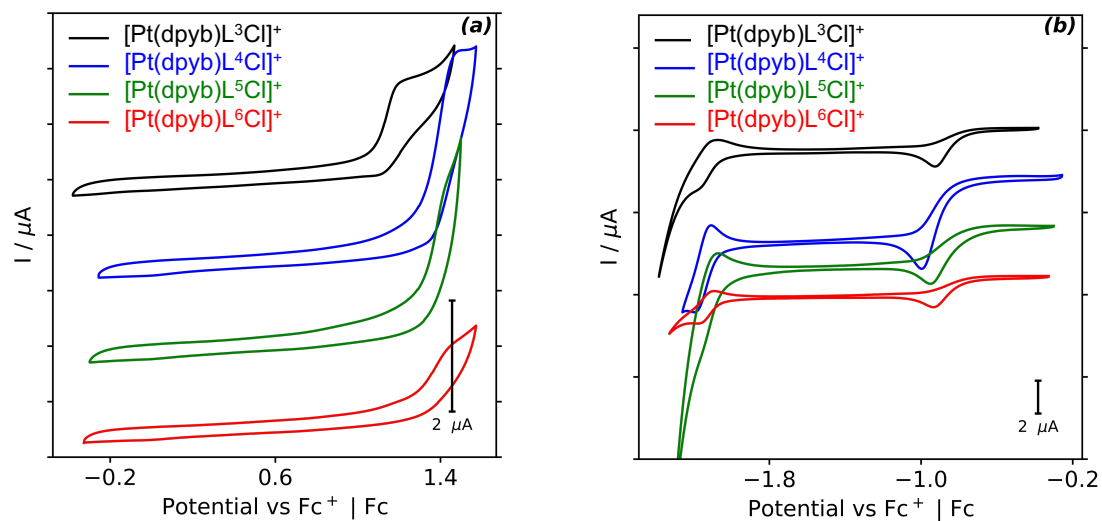 (a)
[Pt(dpyb)L³Cl]⁺
[Pt(dpyb)L⁴Cl]⁺
[Pt(dpyb)L⁵Cl]⁺
[Pt(dpyb)L⁶Cl]⁺
I / μA
2 μA
−0.2 0.6 1.4
Potential vs Fc⁺ | Fc
(b)
[Pt(dpyb)L³Cl]⁺
[Pt(dpyb)L⁴Cl]⁺
[Pt(dpyb)L⁵Cl]⁺
[Pt(dpyb)L⁶Cl]⁺
I / μA
2 μA
−1.8 −1.0 −0.2
Potential vs Fc⁺ | Fc